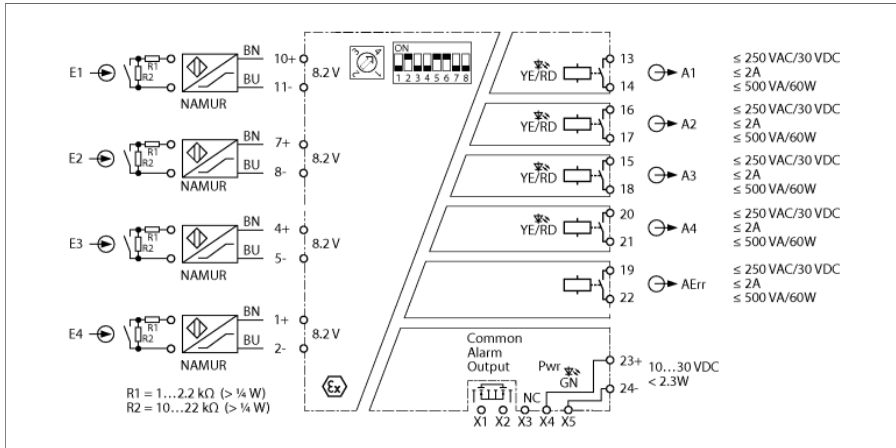 E1
R1
R2
NAMUR
BN
BU
10+
11-
8.2 V
E2
R1
R2
NAMUR
BN
BU
7+
8-
8.2 V
E3
R1
R2
NAMUR
BN
BU
4+
5-
8.2 V
E4
R1
R2
NAMUR
BN
BU
1+
2-
8.2 V
R1 = 1...2.2 kΩ (> ¼ W)
R2 = 10...22 kΩ (> ¼ W)
ON
1 2 3 4 5 6 7 8
Ex
YE/RD
13
14
A1
≤ 250 VAC/30 VDC
≤ 2A
≤ 500 VA/60W
YE/RD
16
17
A2
≤ 250 VAC/30 VDC
≤ 2A
≤ 500 VA/60W
YE/RD
15
18
A3
≤ 250 VAC/30 VDC
≤ 2A
≤ 500 VA/60W
YE/RD
20
21
A4
≤ 250 VAC/30 VDC
≤ 2A
≤ 500 VA/60W
19
22
AErr
≤ 250 VAC/30 VDC
≤ 2A
≤ 500 VA/60W
Common
Alarm
Output
Pwr
GN
NC
X1 X2 X3 X4 X5
23+
24-
10...30 VDC
< 2.3W